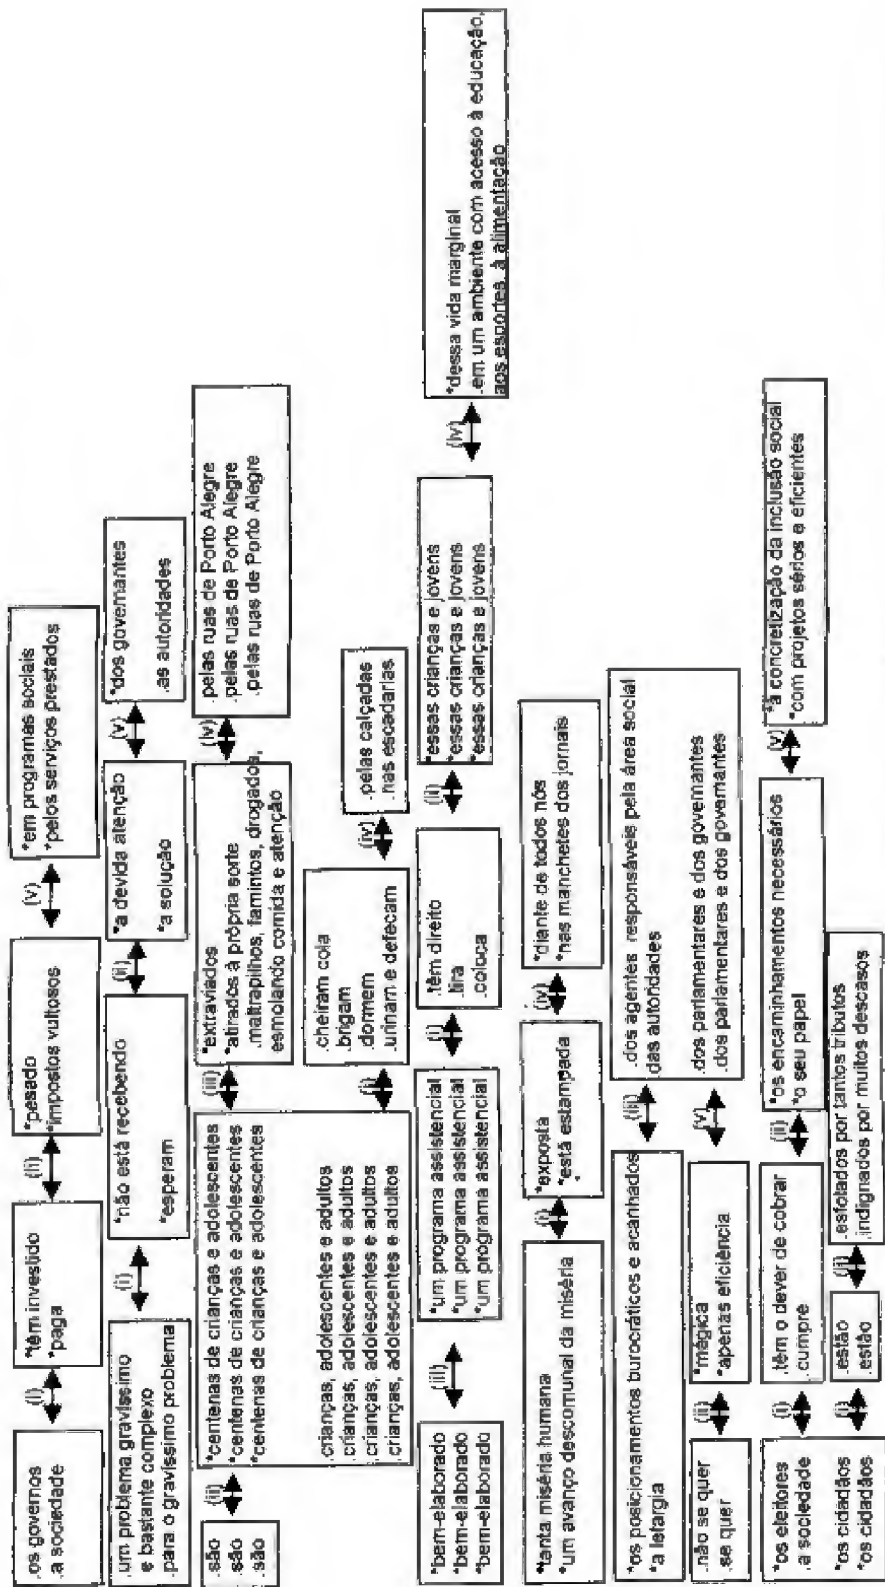 .os governos
.a sociedade
(i)
*têm investido
*paga
(ii)
*pesado
*impostos vultosos
(v)
*em programas sociais
*pelos serviços prestados
.um problema gravíssimo
e bastante complexo
.para o gravíssimo problema
(i)
*não está recebendo
*esperam
(ii)
*a devida atenção
*a solução
(v)
*dos governantes
.as autoridades
.são
.são
.são
(ii)
*centenas de crianças e adolescentes
*centenas de crianças e adolescentes
*centenas de crianças e adolescentes
(iii)
*extraviados
*atirados à própria sorte
.maltrapilhos, famintos, drogados,
esmolando comida e atenção
(iv)
.pelas ruas de Porto Alegre
.pelas ruas de Porto Alegre
.pelas ruas de Porto Alegre
.crianças, adolescentes e adultos
crianças, adolescentes e adultos
crianças, adolescentes e adultos
crianças, adolescentes e adultos
(i)
.cheiram cola
.brigam
.dormem
.urinam e defecam
(iv)
.pelas calçadas
.nas escadarias
*bem-elaborado
*bem-elaborado
*bem-elaborado
(iii)
*um programa assistencial
*um programa assistencial
*um programa assistencial
(i)
.têm direito
.tira
.coloca
(ii)
*essas crianças e jovens
*essas crianças e jovens
*essas crianças e jovens
(iv)
*dessa vida marginal
.em um ambiente com acesso à educação,
aos esportes, à alimentação
*tanta miséria humana
*um avanço descomunal da miséria
(i)
*exposta
*está estampada
(iv)
*diante de todos nós
*nas manchetes dos jornais
*os posicionamentos burocráticos e acanhados
*a letargia
(iii)
.dos agentes responsáveis pela área social
.das autoridades
.não se quer
.se quer
(ii)
*mágica
*apenas eficiência
(v)
.dos parlamentares e dos governantes
.dos parlamentares e dos governantes
*os eleitores
.a sociedade
(i)
.têm o dever de cobrar
.cumpre
(ii)
*os encaminhamentos necessários
*o seu papel
(v)
*à concretização da inclusão social
*com projetos sérios e eficientes
*os cidadãos
*os cidadãos
(i)
.estão
.estão
(ii)
.esfolados por tantos tributos
.indignados por muitos descasos